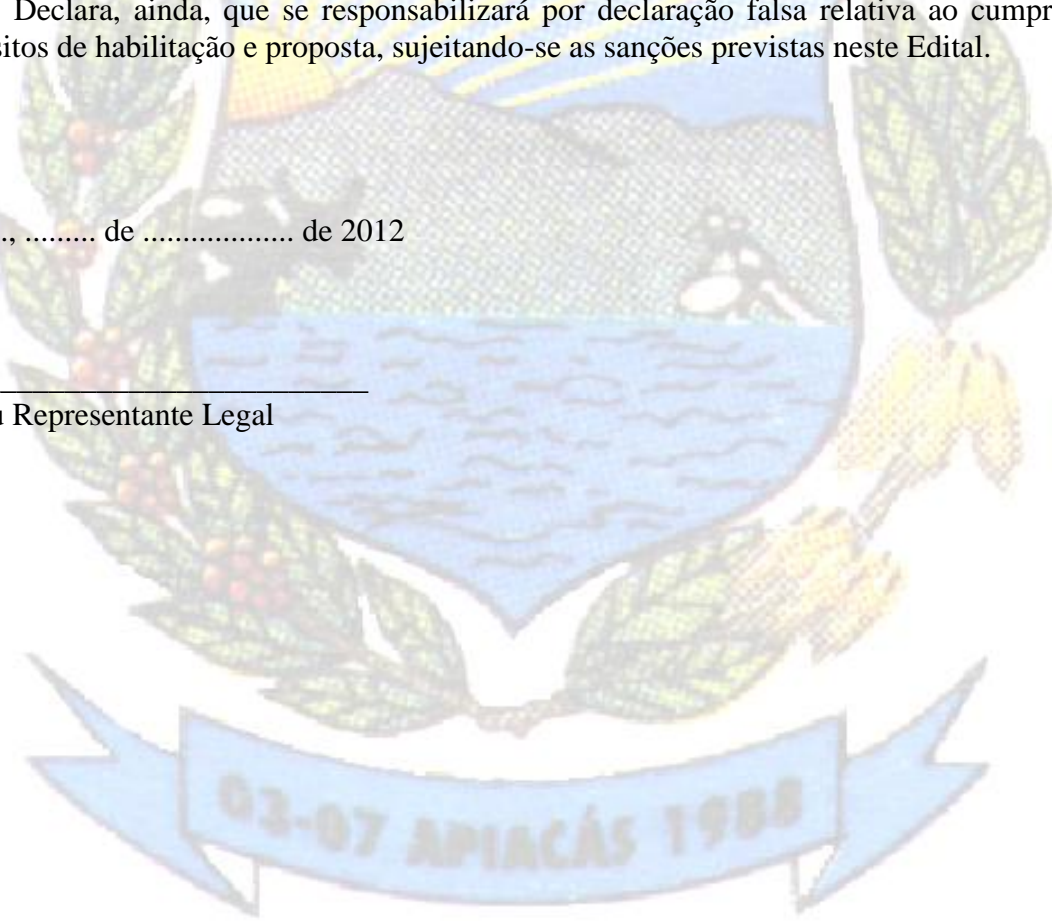 Declara, ainda, que se responsabilizará por declaração falsa relativa ao cumpr
sitos de habilitação e proposta, sujeitando-se as sanções previstas neste Edital.
., ......... de ................... de 2012
_______________________
u Representante Legal
03-07 APIACÁS 1988